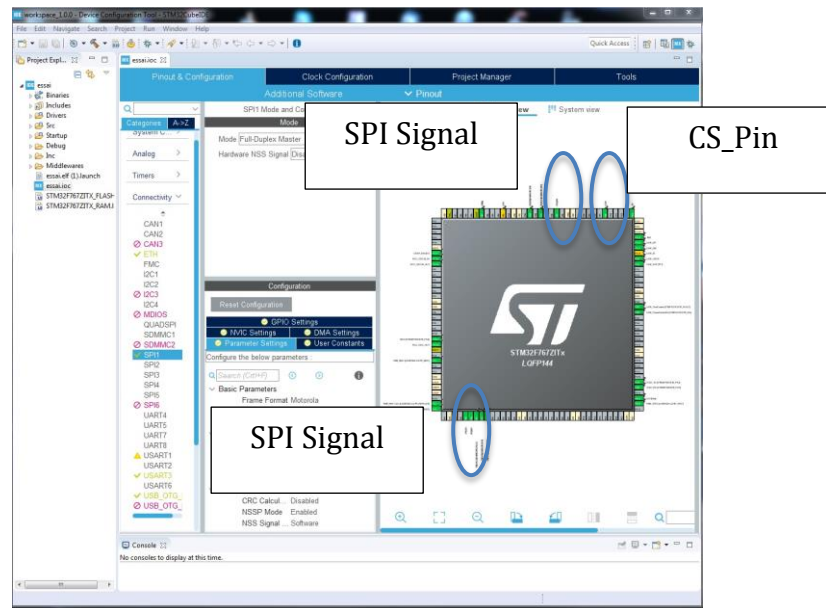 workspace_1.0.0 - Device Configuration Tool - STM32CubeIDE
File Edit Navigate Search Project Run Window Help
Quick Access
Project Expl...
essai.ioc
essai
Binaries
Includes
Drivers
Src
Startup
Debug
Inc
Middlewares
essai.elf (1).launch
essai.ioc
STM32F767ZITX_FLASH
STM32F767ZITX_RAM.l
Pinout & Configuration
Clock Configuration
Project Manager
Tools
Additional Software
Pinout
Categories A->Z
System C...
Analog
Timers
Connectivity
CAN1
CAN2
CAN3
ETH
FMC
I2C1
I2C2
I2C3
I2C4
MDIOS
QUADSPI
SDMMC1
SDMMC2
SPI1
SPI2
SPI3
SPI4
SPI5
SPI6
UART4
UART5
UART7
UART8
USART1
USART2
USART3
USART6
USB_OTG_
USB_OTG_
SPI1 Mode and Co
Mode
Mode Full-Duplex Master
Hardware NSS Signal Disa
Configuration
Reset Configuration
GPIO Settings
NVIC Settings
DMA Settings
Parameter Settings
User Constants
Configure the below parameters :
Search (Ctrl+F)
Basic Parameters
Frame Format Motorola
CRC Calcul... Disabled
NSSP Mode Enabled
NSS Signal ... Software
System view
SPI Signal
CS_Pin
SPI Signal
STM32F767ZITx
LQFP144
Console
No consoles to display at this time.